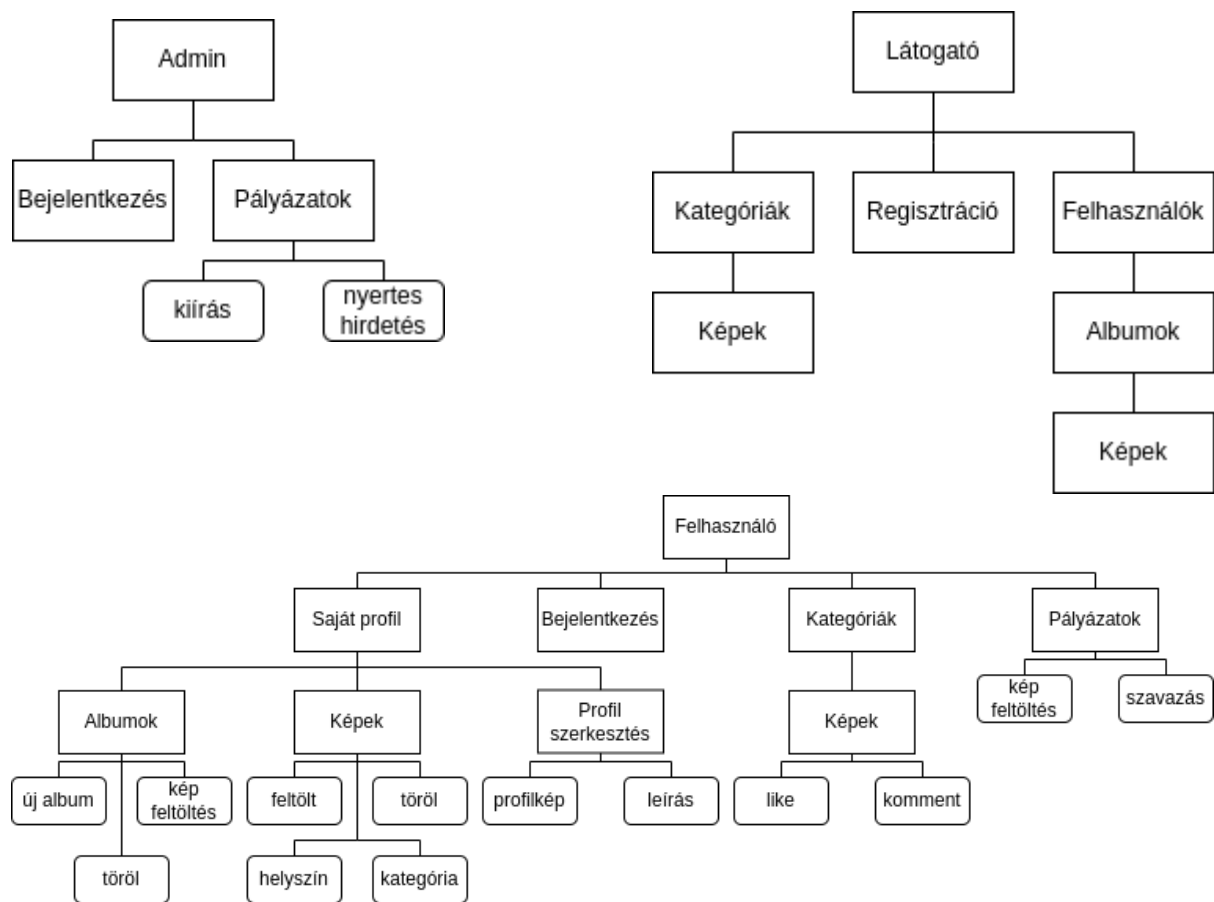 Admin
Bejelentkezés
Pályázatok
kiírás
nyertes
hirdetés
Látogató
Kategóriák
Regisztráció
Felhasználók
Képek
Albumok
Képek
Felhasználó
Saját profil
Bejelentkezés
Kategóriák
Pályázatok
Albumok
Képek
Profil
szerkesztés
Képek
kép
feltöltés
szavazás
új album
kép
feltöltés
feltölt
töröl
profilkép
leírás
like
komment
töröl
helyszín
kategória